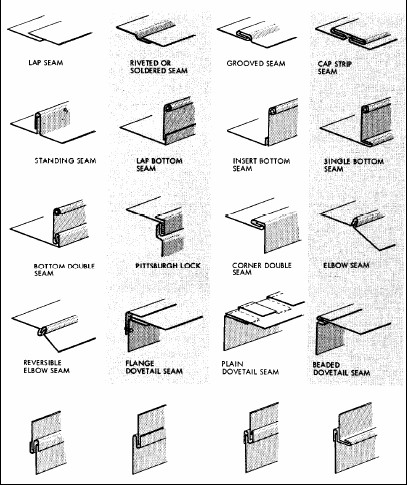 LAP SEAM
RIVETED OR
SOLDERED SEAM
GROOVED SEAM
CAP STRIP
SEAM
STANDING SEAM
LAP BOTTOM
SEAM
INSERT BOTTOM
SEAM
SINGLE BOTTOM
SEAM
BOTTOM DOUBLE
SEAM
PITTSBURGH LOCK
CORNER DOUBLE
SEAM
ELBOW SEAM
REVERSIBLE
ELBOW SEAM
FLANGE
DOVETAIL SEAM
PLAIN
DOVETAIL SEAM
BEADED
DOVETAIL SEAM